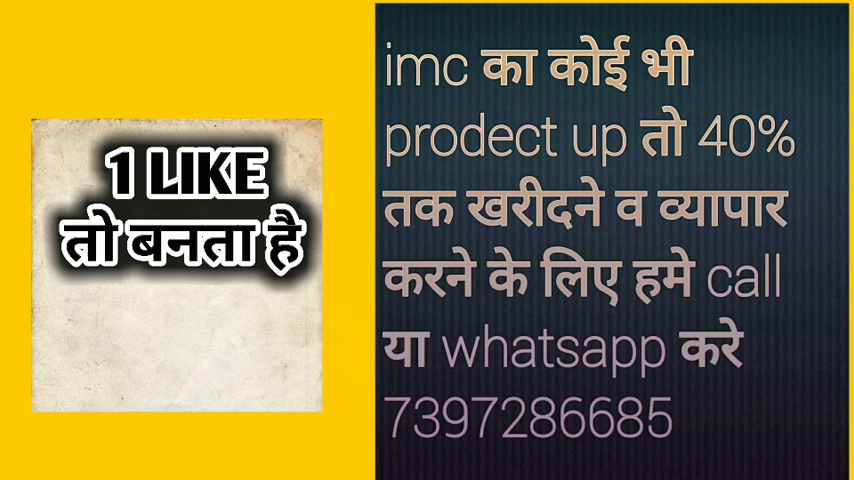 1 LIKE
तो बनता है
imc का कोई भी
prodect up तो 40%
तक खरीदने व व्यापार
करने के लिए हमे call
या whatsapp करे
7397286685